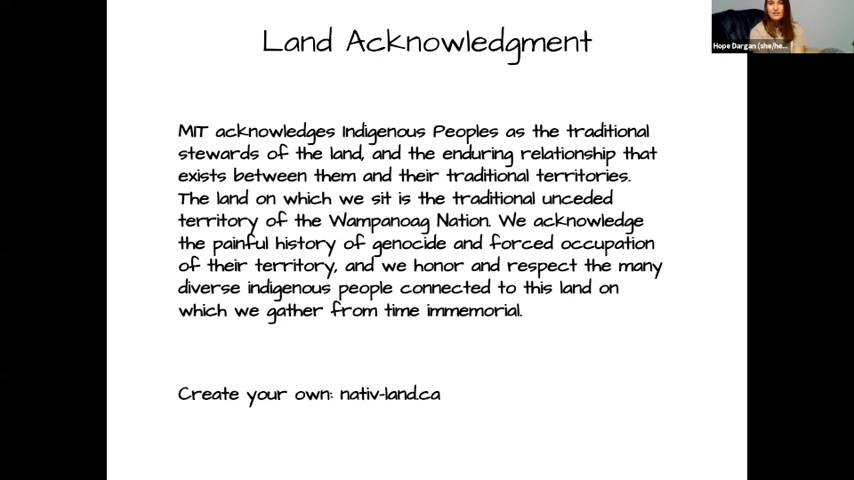 Land Acknowledgment
Hope Dargan (she/he...
MIT acknowledges Indigenous Peoples as the traditional
stewards of the land, and the enduring relationship that
exists between them and their traditional territories.
The land on which we sit is the traditional unceded
territory of the Wampanoag Nation. We acknowledge
the painful history of genocide and forced occupation
of their territory, and we honor and respect the many
diverse indigenous people connected to this land on
which we gather from time immemorial.
Create your own: nativ-land.ca